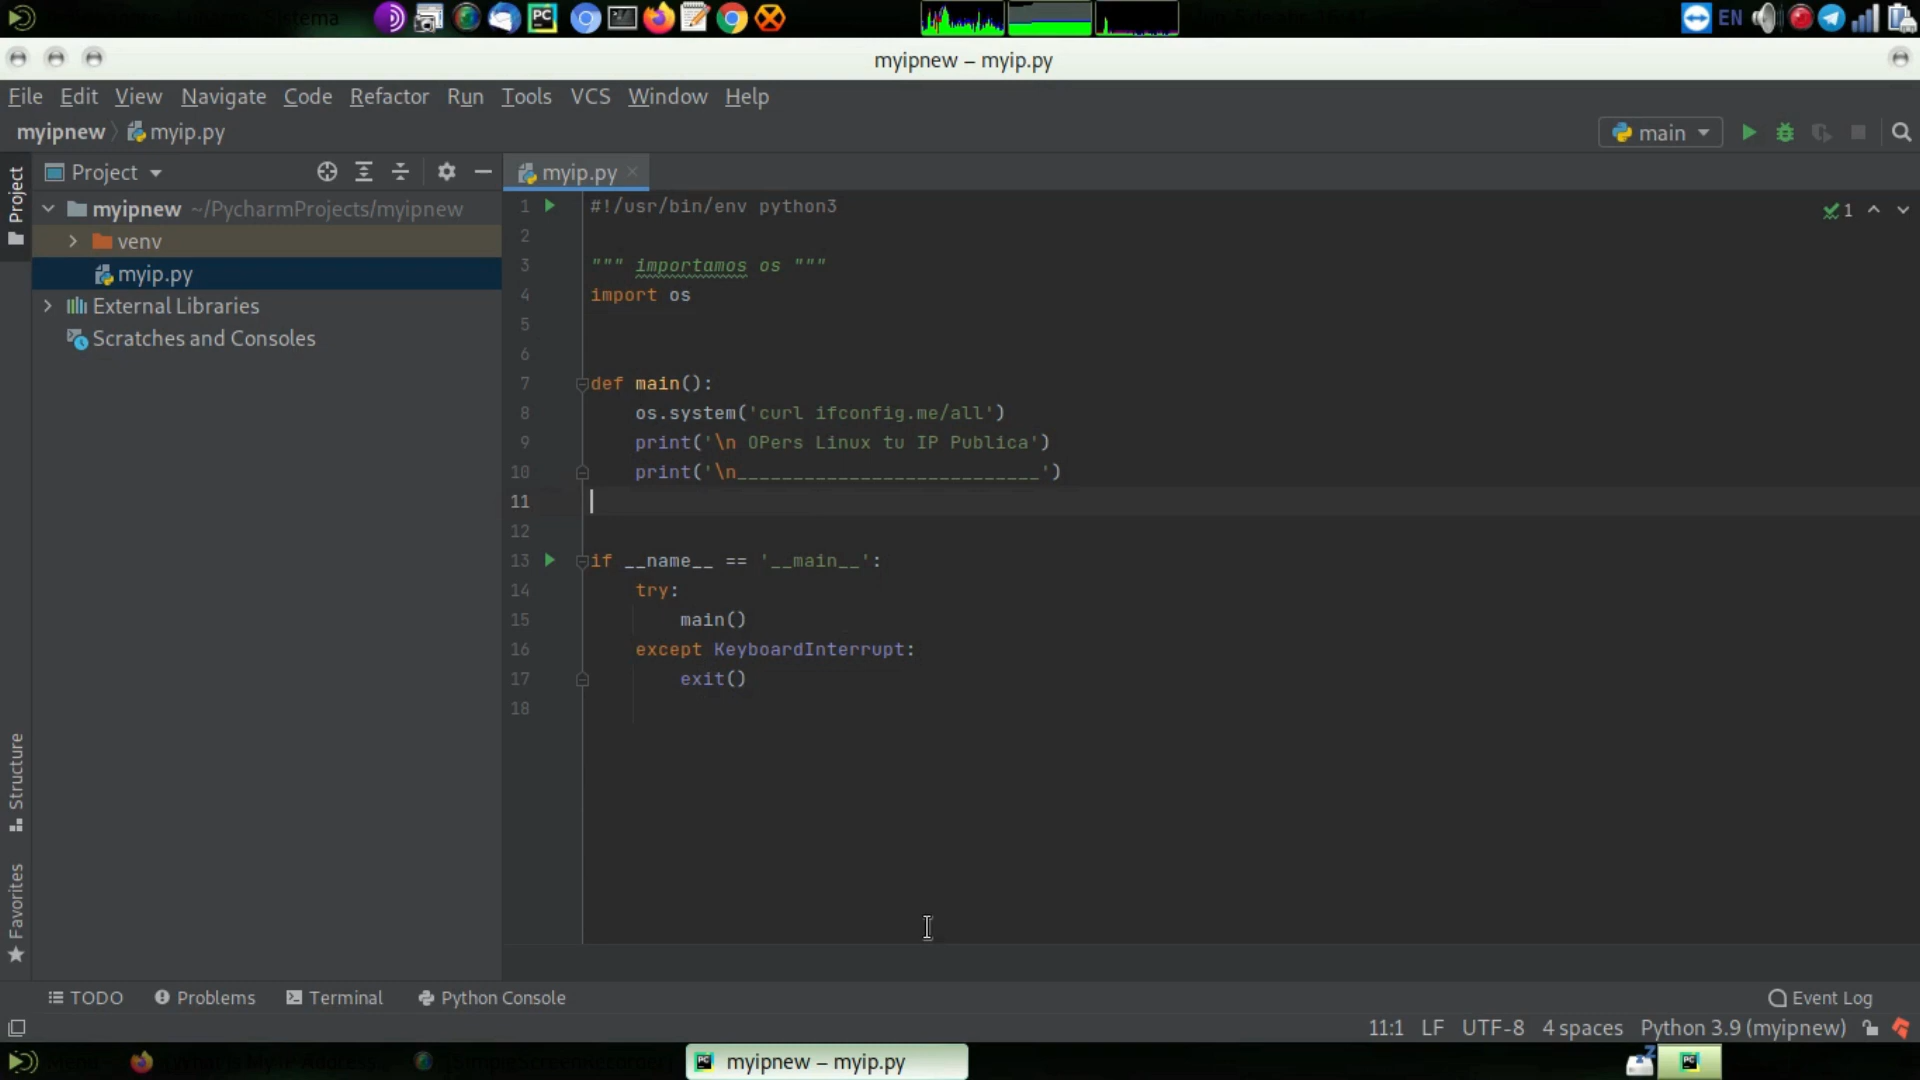 sistema
EN
myipnew – myip.py
File Edit View Navigate Code Refactor Run Tools VCS Window Help
myipnew myip.py
main
Project
Project
myip.py
1
myipnew ~/PycharmProjects/myipnew
venv
myip.py
External Libraries
Scratches and Consoles
1 #!/usr/bin/env python3
2
3 """ importamos os """
4 import os
5
6
7 def main():
8 os.system('curl ifconfig.me/all')
9 print('\n OPers Linux tu IP Publica')
10 print('\n___________________________')
11
12
13 if __name__ == '__main__':
14 try:
15 main()
16 except KeyboardInterrupt:
17 exit()
18
Structure
Favorites
TODO Problems Terminal Python Console Event Log
11:1 LF UTF-8 4 spaces Python 3.9 (myipnew)
myipnew – myip.py